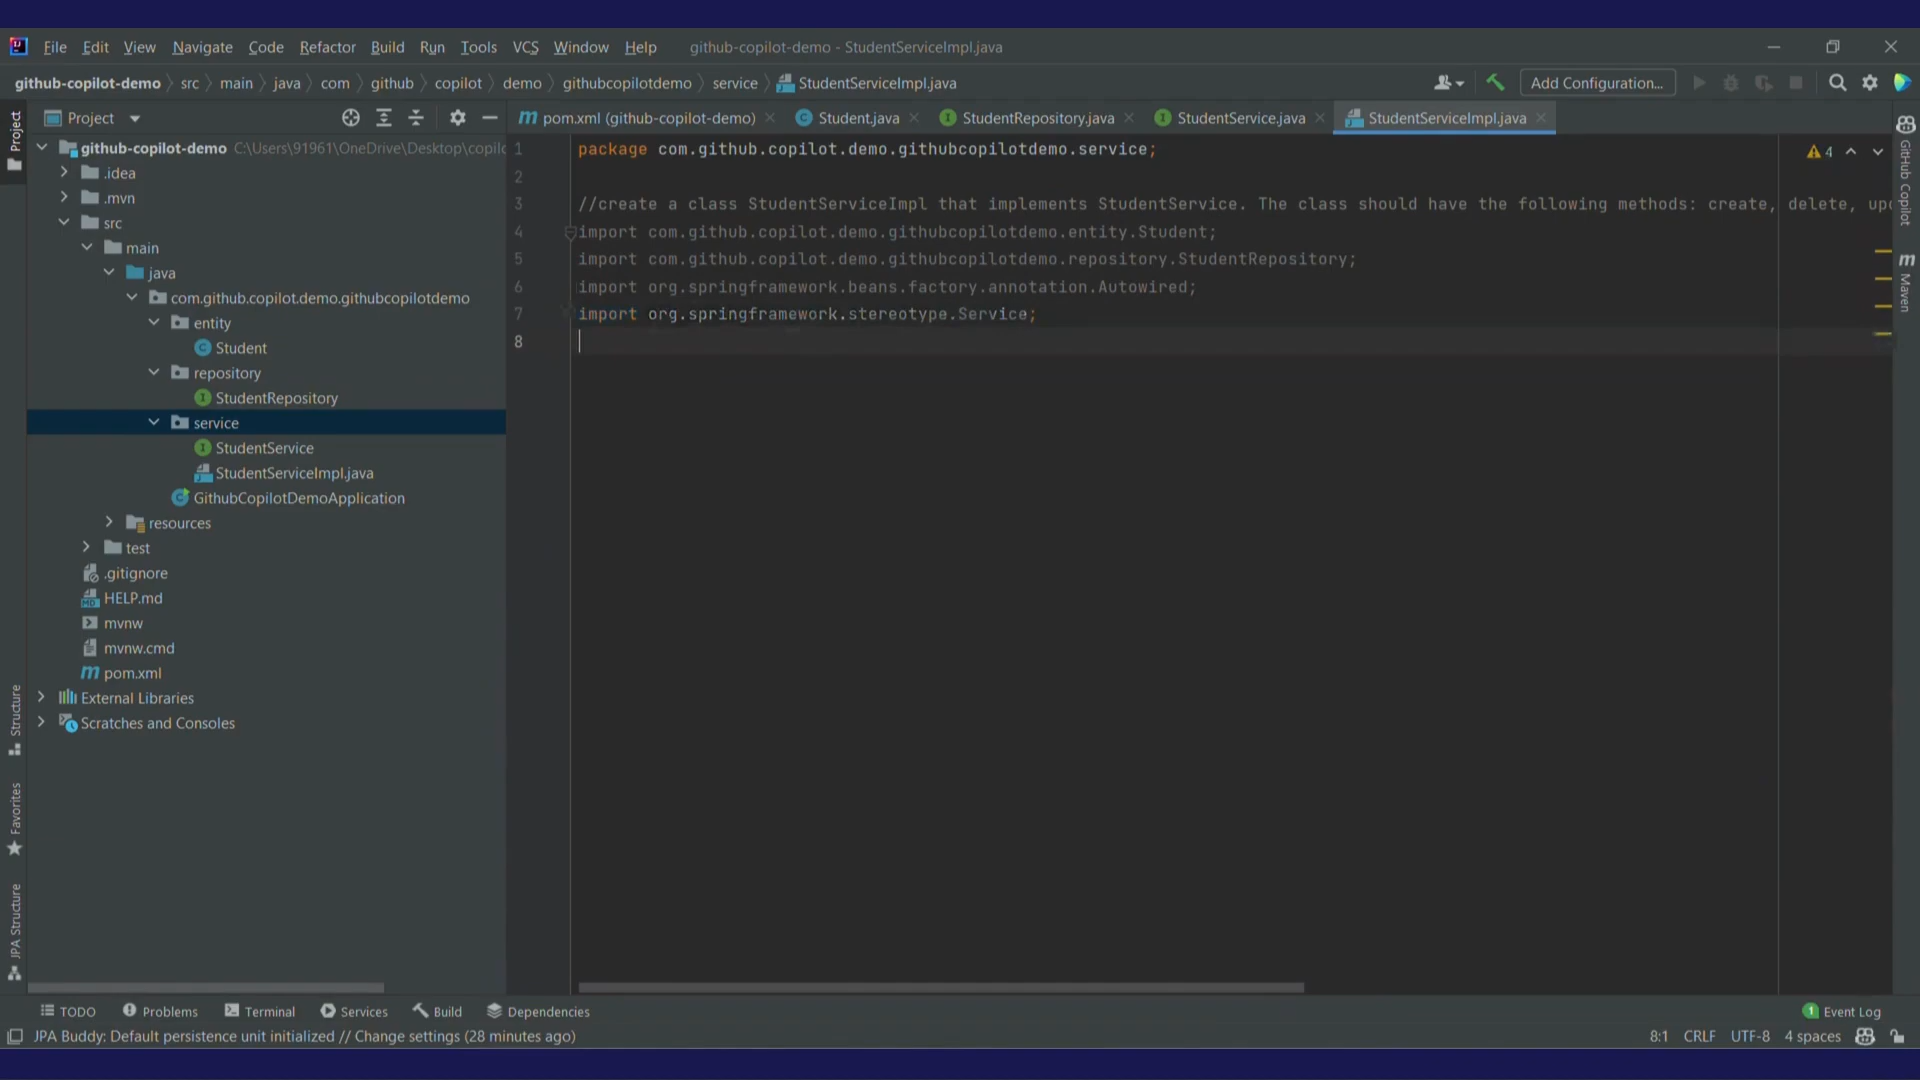 File Edit View Navigate Code Refactor Build Run Tools VCS Window Help github-copilot-demo - StudentServiceImpl.java
github-copilot-demo src main java com github copilot demo githubcopilotdemo service StudentServiceImpl.java Add Configuration...
Project
pom.xml (github-copilot-demo) Student.java StudentRepository.java StudentService.java StudentServiceImpl.java
Project
github-copilot-demo C:\Users\91961\OneDrive\Desktop\copilo
.idea
.mvn
src
main
java
com.github.copilot.demo.githubcopilotdemo
entity
Student
repository
StudentRepository
service
StudentService
StudentServiceImpl.java
GithubCopilotDemoApplication
resources
test
.gitignore
HELP.md
mvnw
mvnw.cmd
pom.xml
External Libraries
Scratches and Consoles
Structure
Favorites
JPA Structure
1 package com.github.copilot.demo.githubcopilotdemo.service;
2
3 //create a class StudentServiceImpl that implements StudentService. The class should have the following methods: create, delete, upd
4 import com.github.copilot.demo.githubcopilotdemo.entity.Student;
5 import com.github.copilot.demo.githubcopilotdemo.repository.StudentRepository;
6 import org.springframework.beans.factory.annotation.Autowired;
7 import org.springframework.stereotype.Service;
8
4
GitHub Copilot
Maven
TODO Problems Terminal Services Build Dependencies 1 Event Log
JPA Buddy: Default persistence unit initialized // Change settings (28 minutes ago) 8:1 CRLF UTF-8 4 spaces